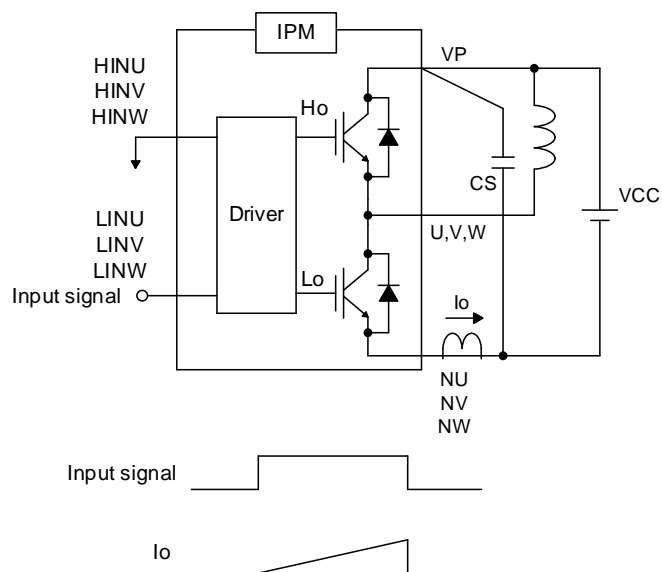 IPM
VP
HINU
HINV
HINW
Ho
CS
VCC
Driver
U,V,W
LINU
LINV
LINW
Input signal
Lo
Io
NU
NV
NW
Input signal
Io